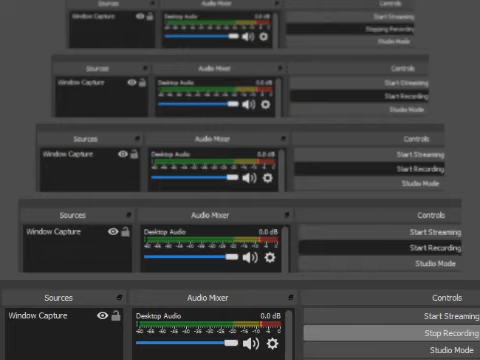 Sources Audio Mixer Controls
Desktop Audio 0.0 dB Start Streaming
Window Capture Stopping Recording
Studio Mode
Sources Audio Mixer Controls
Window Capture Desktop Audio 0.0 dB Start Streaming
Start Recording
Studio Mode
Sources Audio Mixer Controls
Window Capture Desktop Audio 0.0 dB Start Streaming
Start Recording
Studio Mode
Sources Audio Mixer Controls
Window Capture Desktop Audio 0.0 dB Start Streaming
Start Recording
Studio Mode
Sources Audio Mixer Controls
Window Capture Desktop Audio 0.0 dB Start Streaming
Stop Recording
Studio Mode